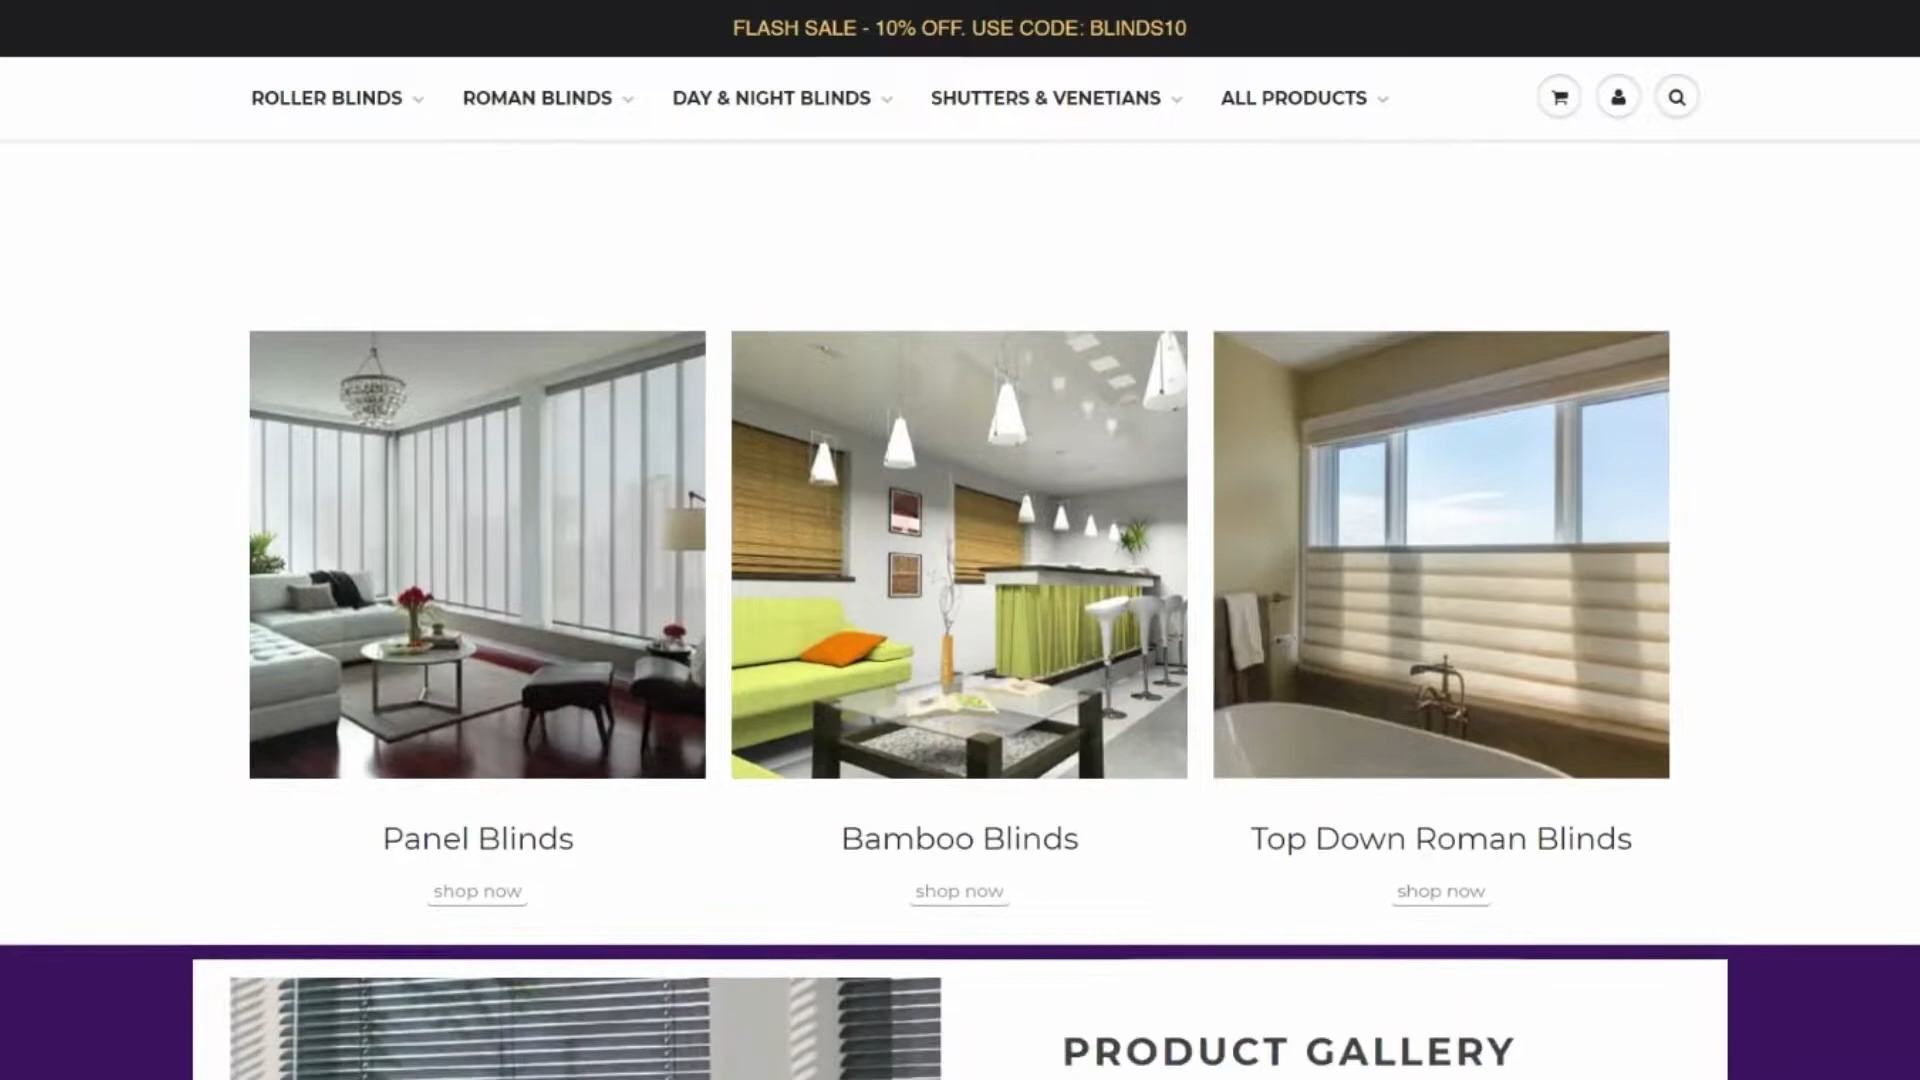 FLASH SALE - 10% OFF. USE CODE: BLINDS10
ROLLER BLINDS ROMAN BLINDS DAY & NIGHT BLINDS SHUTTERS & VENETIANS ALL PRODUCTS
Panel Blinds Bamboo Blinds Top Down Roman Blinds
shop now shop now shop now
PRODUCT GALLERY